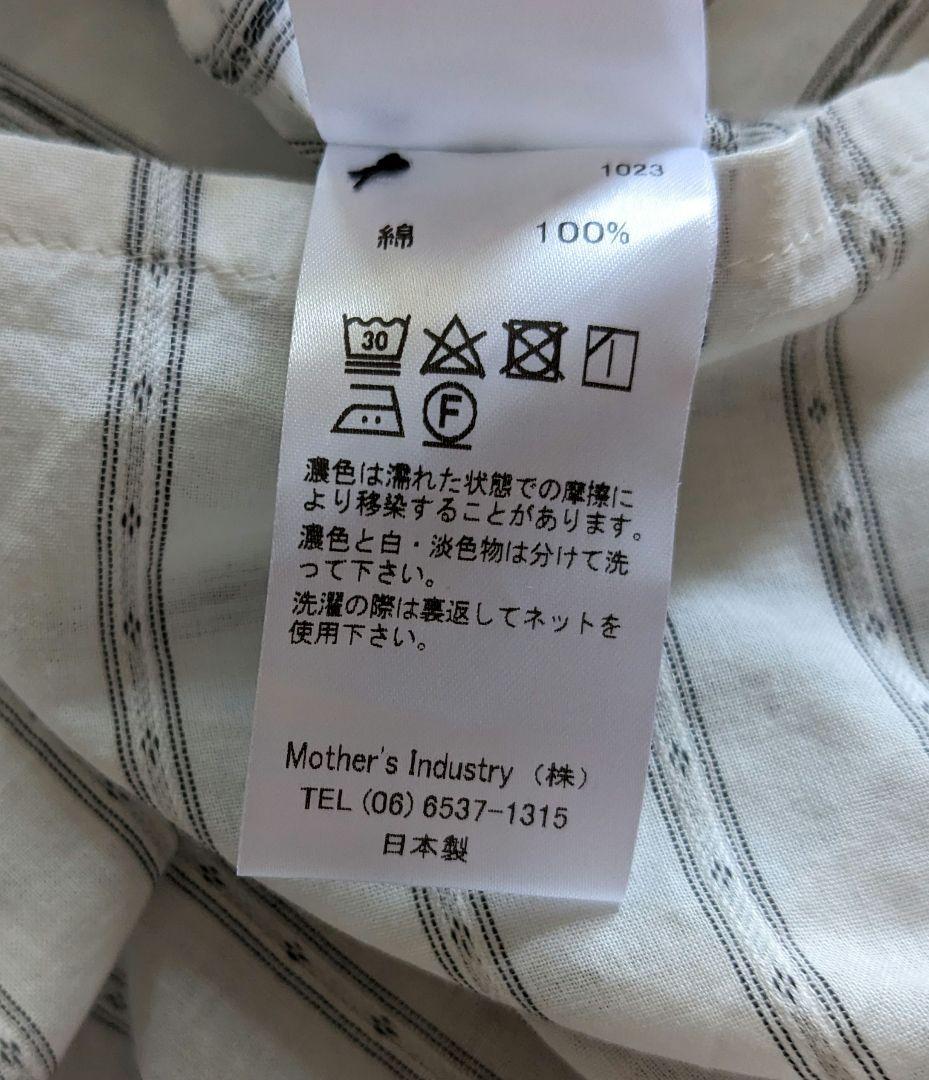 1023
綿 100%
30
F
濃色は濡れた状態での摩擦に
より移染することがあります。
濃色と白・淡色物は分けて洗
って下さい。
洗濯の際は裏返してネットを
使用下さい。
Mother's Industry （株）
TEL (06) 6537-1315
日本製